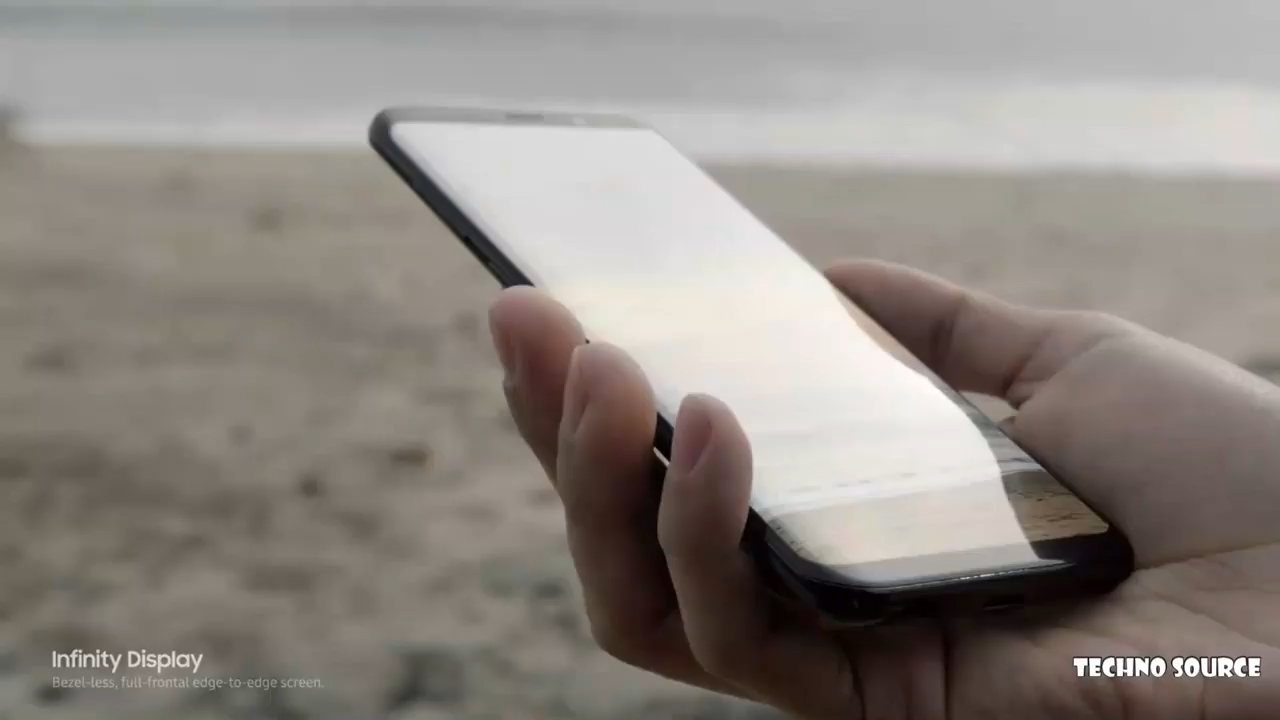 Infinity Display
Bezel-less, full-frontal edge-to-edge screen.
TECHNO SOURCE